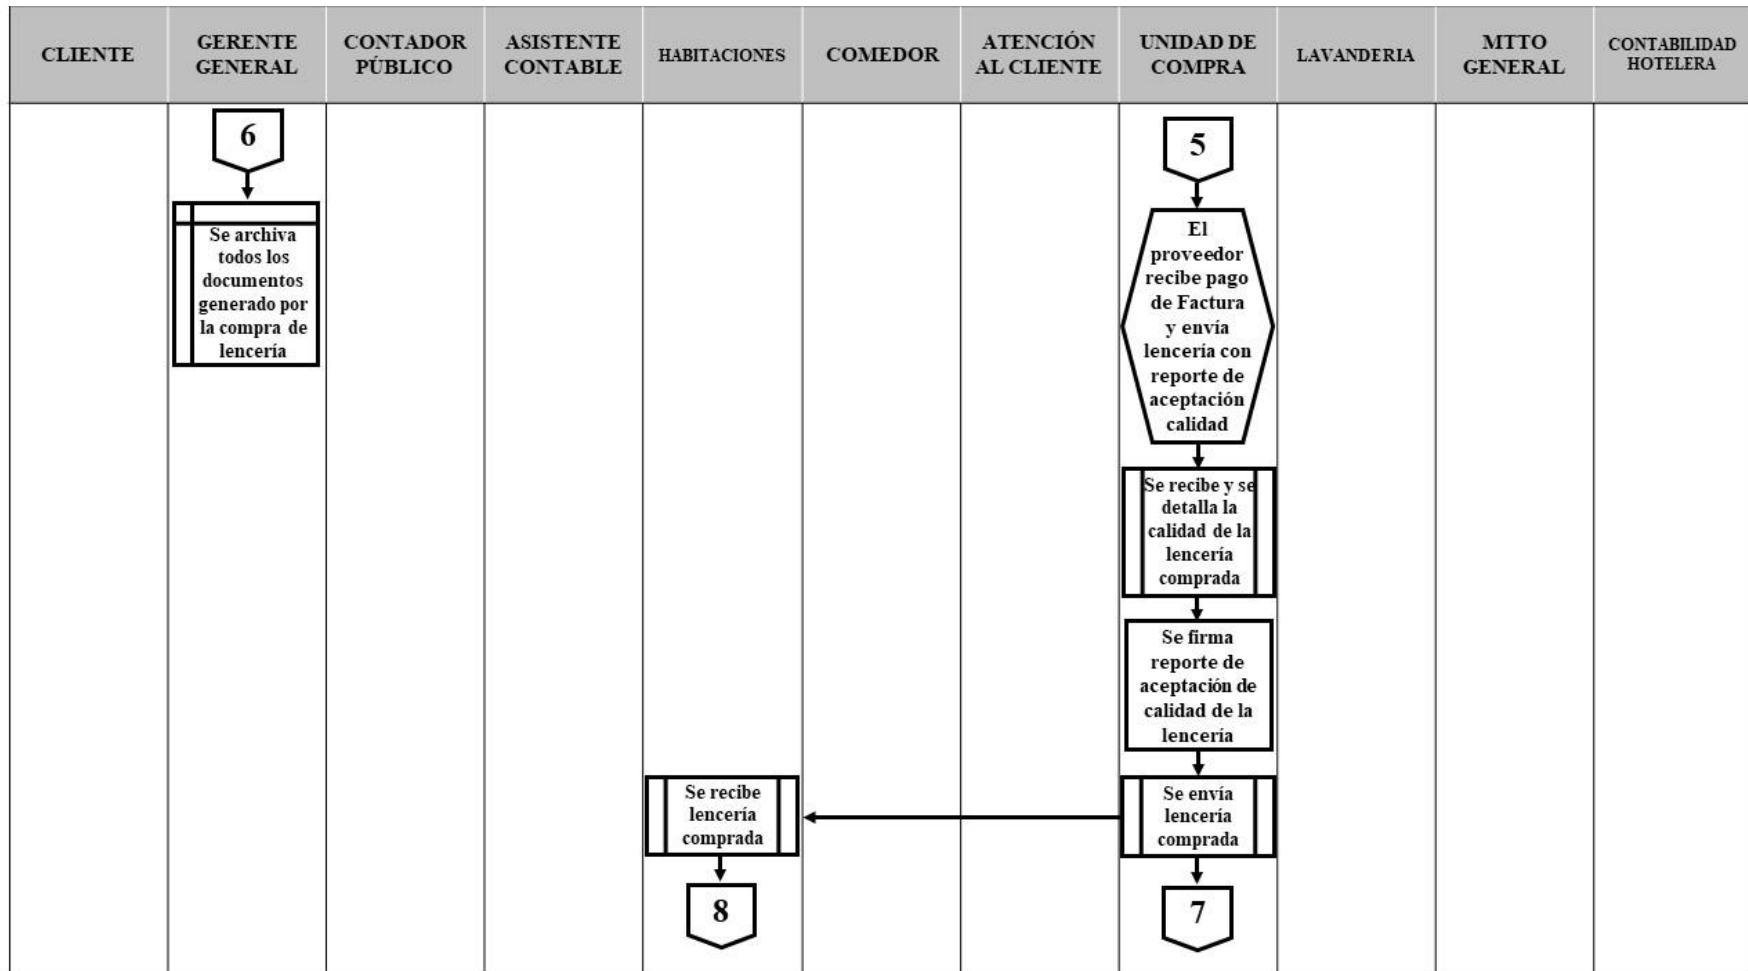 CLIENTE
GERENTE
GENERAL
CONTADOR
PÚBLICO
ASISTENTE
CONTABLE
HABITACIONES
COMEDOR
ATENCIÓN
AL CLIENTE
UNIDAD DE
COMPRA
LAVANDERIA
MTTO
GENERAL
CONTABILIDAD
HOTELERA
6
Se archiva
todos los
documentos
generado por
la compra de
lencería
5
El
proveedor
recibe pago
de Factura
y envía
lencería con
reporte de
aceptación
calidad
Se recibe y se
detalla la
calidad de la
lencería
comprada
Se firma
reporte de
aceptación de
calidad de la
lencería
Se recibe
lencería
comprada
Se envía
lencería
comprada
8
7